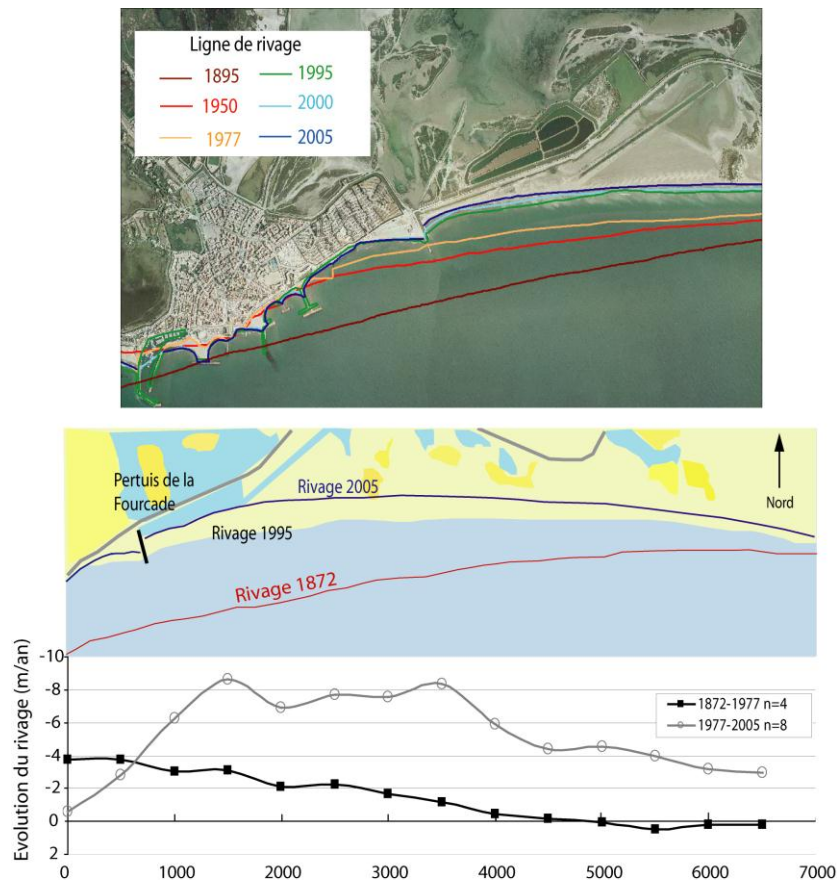 Ligne de rivage
1895 1995
1950 2000
1977 2005
Pertuis de la
Fourcade
Rivage 2005
Nord
Rivage 1995
Rivage 1872
Evolution du rivage (m/an)
-10
-8
-6
-4
-2
0
2
1872-1977 n=4
1977-2005 n=8
0 1000 2000 3000 4000 5000 6000 7000